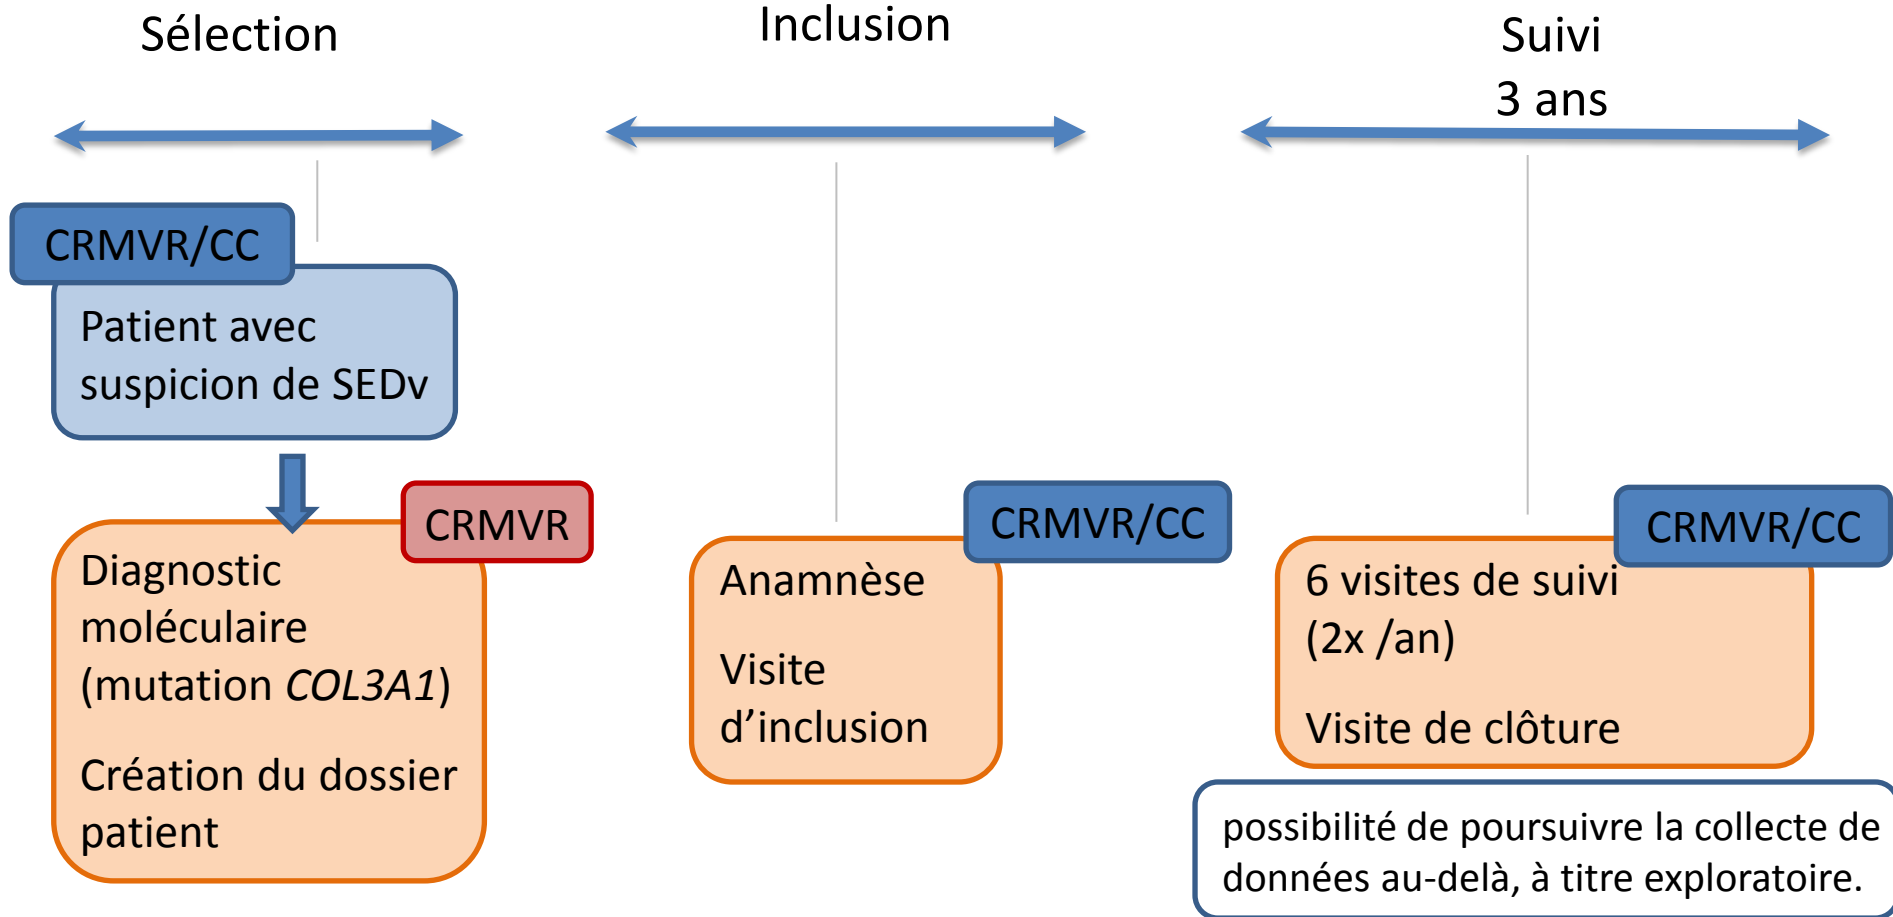 Sélection
CRMVR/CC
Patient avec
suspicion de SEDv
CRMVR
Diagnostic
moléculaire
(mutation COL3A1)
Création du dossier
patient
Inclusion
CRMVR/CC
Anamnèse
Visite
d’inclusion
Suivi
3 ans
CRMVR/CC
6 visites de suivi
(2x /an)
Visite de clôture
possibilité de poursuivre la collecte de
données au-delà, à titre exploratoire.